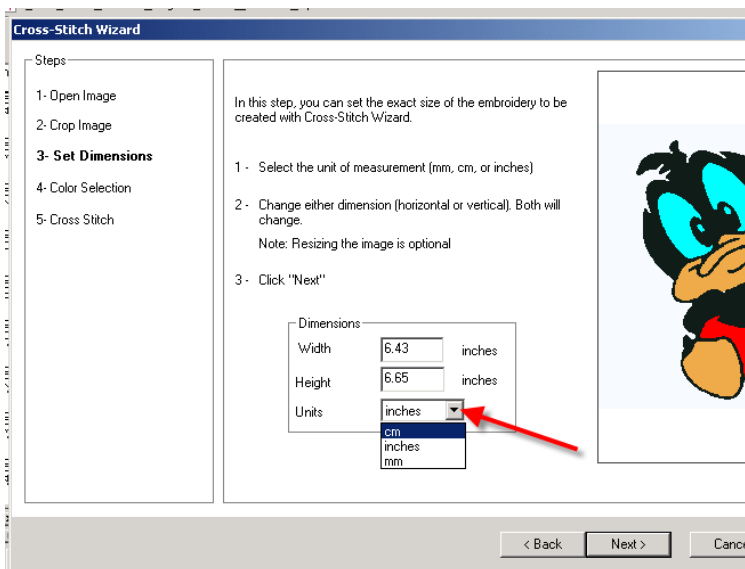 Cross-Stitch Wizard
Steps
1- Open Image
2- Crop Image
3- Set Dimensions
4- Color Selection
5- Cross Stitch
In this step, you can set the exact size of the embroidery to be
created with Cross-Stitch Wizard.
1 - Select the unit of measurement (mm, cm, or inches)
2 - Change either dimension (horizontal or vertical). Both will
change.
Note: Resizing the image is optional
3 - Click "Next"
Dimensions
Width 6.43 inches
Height 6.65 inches
Units inches
cm
inches
mm
< Back Next > Cance